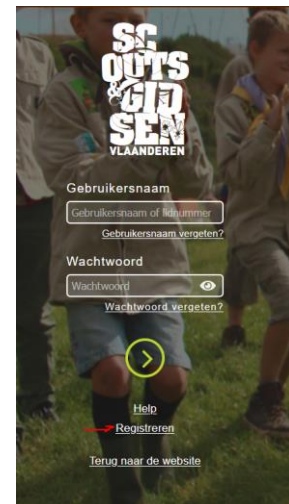 SC
OUTS
&GID
SEN
VLAANDEREN
Gebruikersnaam
Gebruikersnaam of lidnummer
Gebruikersnaam vergeten?
Wachtwoord
Wachtwoord
Wachtwoord vergeten?
Help
Registreren
Terug naar de website